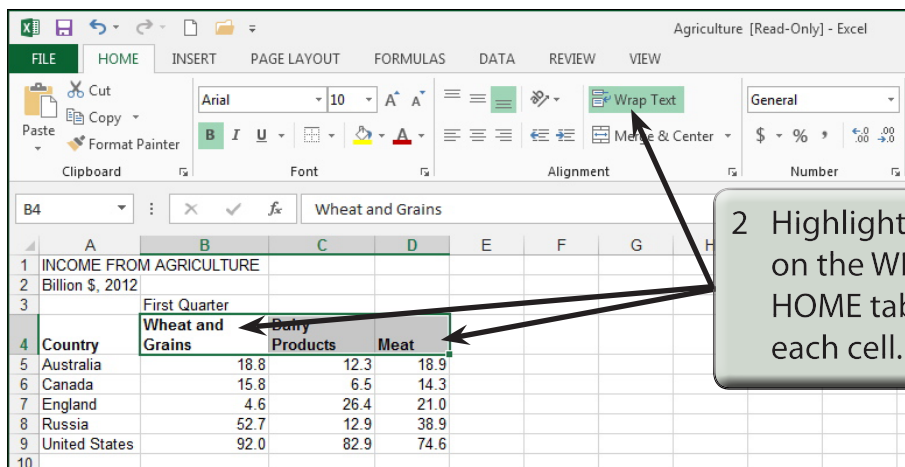 Agriculture [Read-Only] - Excel
FILE HOME INSERT PAGE LAYOUT FORMULAS DATA REVIEW VIEW
Cut
Copy
Format Painter
Paste
Arial 10 A A
B I U A
Wrap Text
Merge & Center
General
$ % , .00 .00
Clipboard Font Alignment Number
B4 fx Wheat and Grains
A B C D E F G H
1 INCOME FROM AGRICULTURE
2 Billion $, 2012
3 First Quarter
4 Country Wheat and Grains Dairy Products Meat
5 Australia 18.8 12.3 18.9
6 Canada 15.8 6.5 14.3
7 England 4.6 26.4 21.0
8 Russia 52.7 12.9 38.9
9 United States 92.0 82.9 74.6
10
2 Highlight
on the
HOME
each cell.